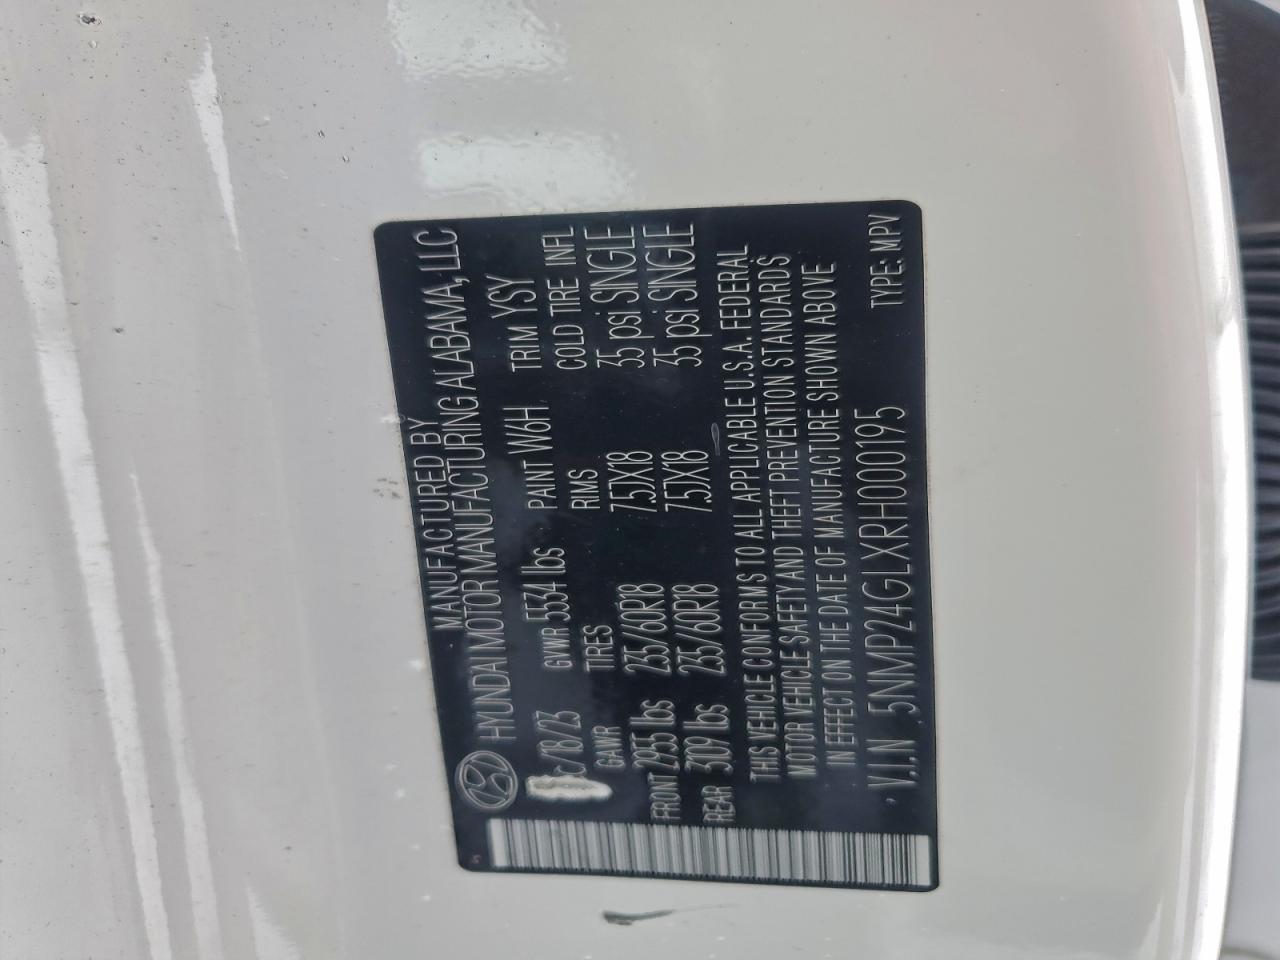 MANUFACTURED BY
HYUNDAI MOTOR MANUFACTURING ALABAMA, LLC
/18/23 GVWR 5534 lbs PAINT W6H TRIM YSY
GAWR TIRES RIMS COLD TIRE INFL
FRONT 2955 lbs 235/60R18 7.5JX18 35 psi SINGLE
REAR 3109 lbs 235/60R18 7.5JX18 35 psi SINGLE
THIS VEHICLE CONFORMS TO ALL APPLICABLE U.S.A. FEDERAL
MOTOR VEHICLE SAFETY AND THEFT PREVENTION STANDARDS
IN EFFECT ON THE DATE OF MANUFACTURE SHOWN ABOVE
V.I.N 5NMP24GLXRH000195 TYPE: MPV